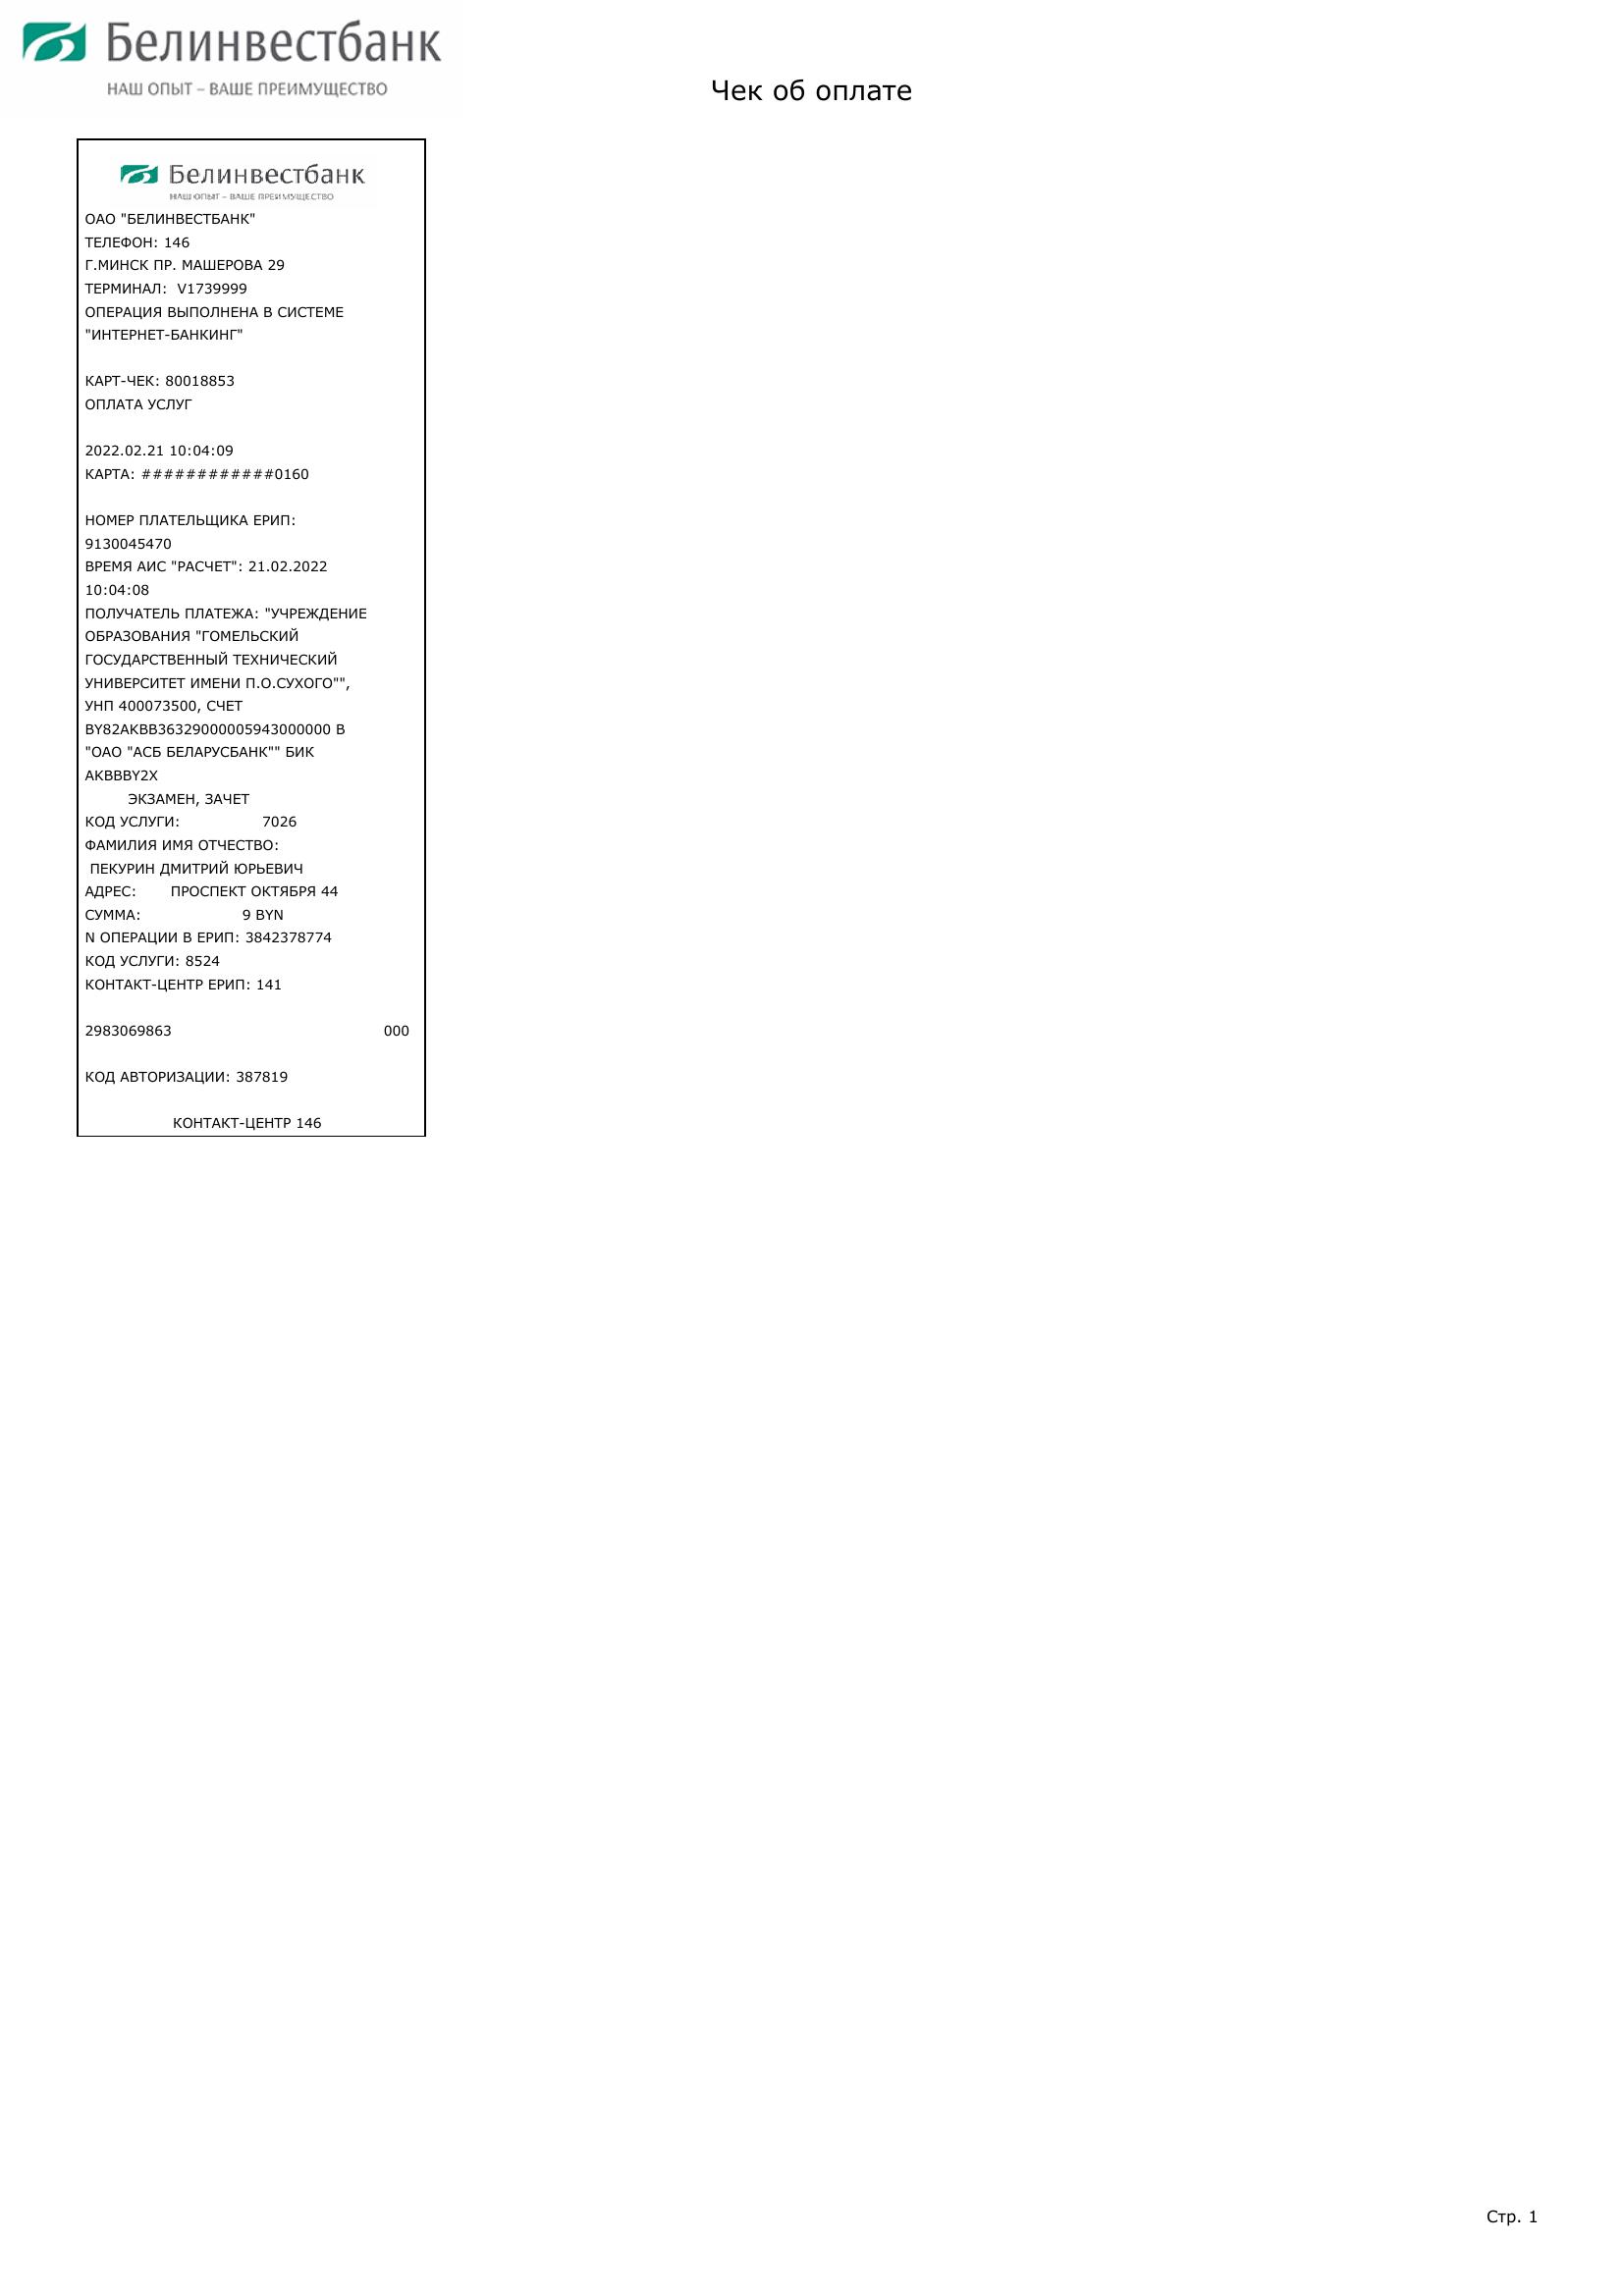 Белинвестбанк
НАШ ОПЫТ – ВАШЕ ПРЕИМУЩЕСТВО
Чек об оплате
Белинвестбанк
НАШ ОПЫТ – ВАШЕ ПРЕИМУЩЕСТВО
ОАО "БЕЛИНВЕСТБАНК"
ТЕЛЕФОН: 146
Г.МИНСК ПР. МАШЕРОВА 29
ТЕРМИНАЛ: V1739999
ОПЕРАЦИЯ ВЫПОЛНЕНА В СИСТЕМЕ
"ИНТЕРНЕТ-БАНКИНГ"
КАРТ-ЧЕК: 80018853
ОПЛАТА УСЛУГ
2022.02.21 10:04:09
КАРТА: ############0160
НОМЕР ПЛАТЕЛЬЩИКА ЕРИП:
9130045470
ВРЕМЯ АИС "РАСЧЕТ": 21.02.2022
10:04:08
ПОЛУЧАТЕЛЬ ПЛАТЕЖА: "УЧРЕЖДЕНИЕ
ОБРАЗОВАНИЯ "ГОМЕЛЬСКИЙ
ГОСУДАРСТВЕННЫЙ ТЕХНИЧЕСКИЙ
УНИВЕРСИТЕТ ИМЕНИ П.О.СУХОГО"",
УНП 400073500, СЧЕТ
BY82AKBB36329000005943000000 В
"ОАО "АСБ БЕЛАРУСБАНК"" БИК
AKBBBY2X
ЭКЗАМЕН, ЗАЧЕТ
КОД УСЛУГИ: 7026
ФАМИЛИЯ ИМЯ ОТЧЕСТВО:
ПЕКУРИН ДМИТРИЙ ЮРЬЕВИЧ
АДРЕС: ПРОСПЕКТ ОКТЯБРЯ 44
СУММА: 9 BYN
N ОПЕРАЦИИ В ЕРИП: 3842378774
КОД УСЛУГИ: 8524
КОНТАКТ-ЦЕНТР ЕРИП: 141
2983069863 000
КОД АВТОРИЗАЦИИ: 387819
КОНТАКТ-ЦЕНТР 146
Стр. 1